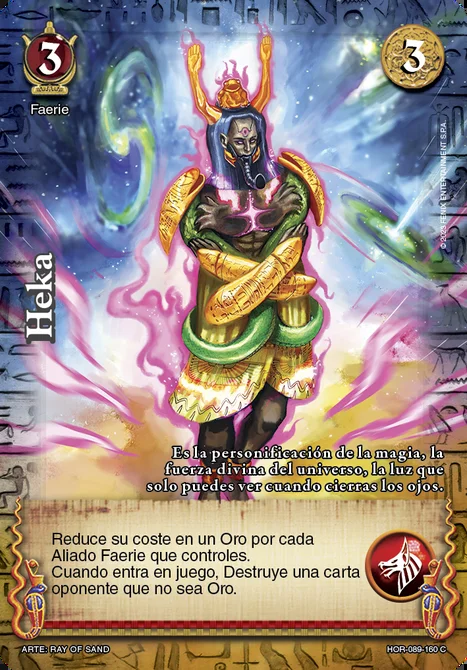 3
3
Faerie
©2023 FENIX ENTERTAINMENT S.P.A.
Heka
Es la personificación de la magia, la
fuerza divina del universo, la luz que
solo puedes ver cuando cierras los ojos.
Reduce su coste en un Oro por cada
Aliado Faerie que controles.
Cuando entra en juego, Destruye una carta
oponente que no sea Oro.
ARTE: RAY OF SAND
HOR-089-160 C